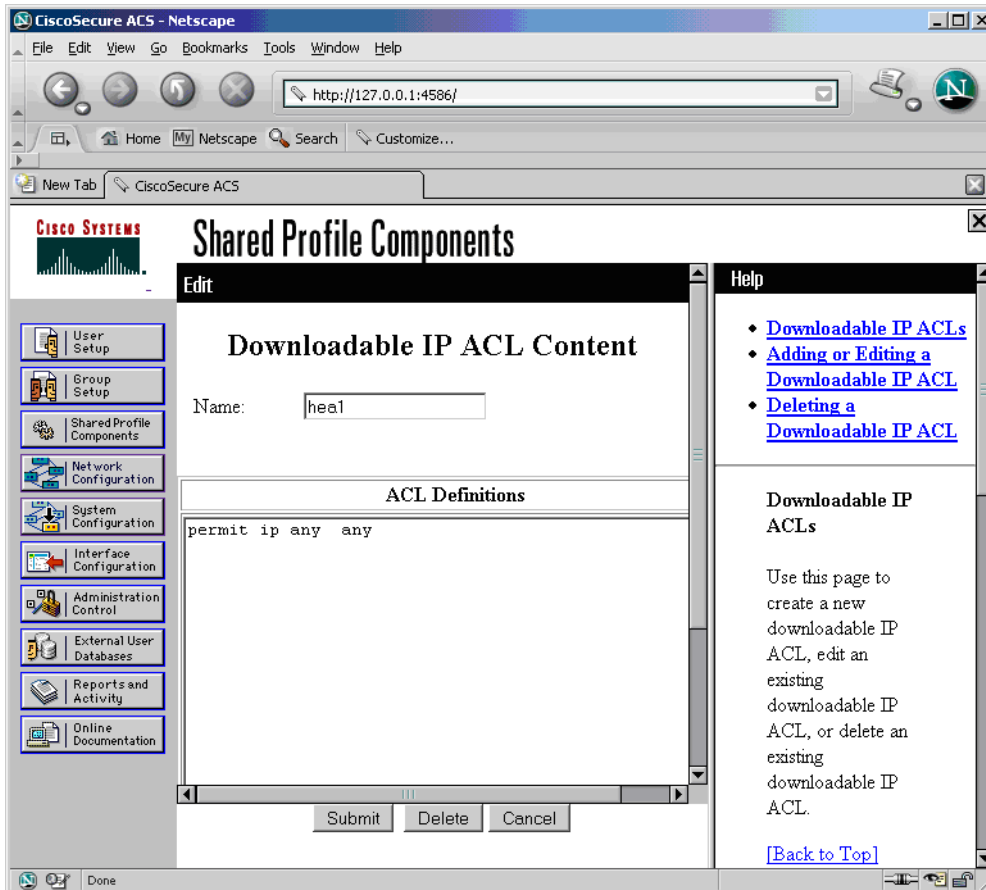 CiscoSecure ACS - Netscape
File Edit View Go Bookmarks Tools Window Help
http://127.0.0.1:4586/
N
Home My Netscape Search Customize...
New Tab CiscoSecure ACS
CISCO SYSTEMS
Shared Profile Components
Edit
Downloadable IP ACL Content
Name: hea1
ACL Definitions
permit ip any any
Submit Delete Cancel
User
Setup
Group
Setup
Shared Profile
Components
Network
Configuration
System
Configuration
Interface
Configuration
Administration
Control
External User
Databases
Reports and
Activity
Online
Documentation
Help
• Downloadable IP ACLs
• Adding or Editing a
Downloadable IP ACL
• Deleting a
Downloadable IP ACL
Downloadable IP
ACLs
Use this page to
create a new
downloadable IP
ACL, edit an
existing
downloadable IP
ACL, or delete an
existing
downloadable IP
ACL.
[Back to Top]
Done